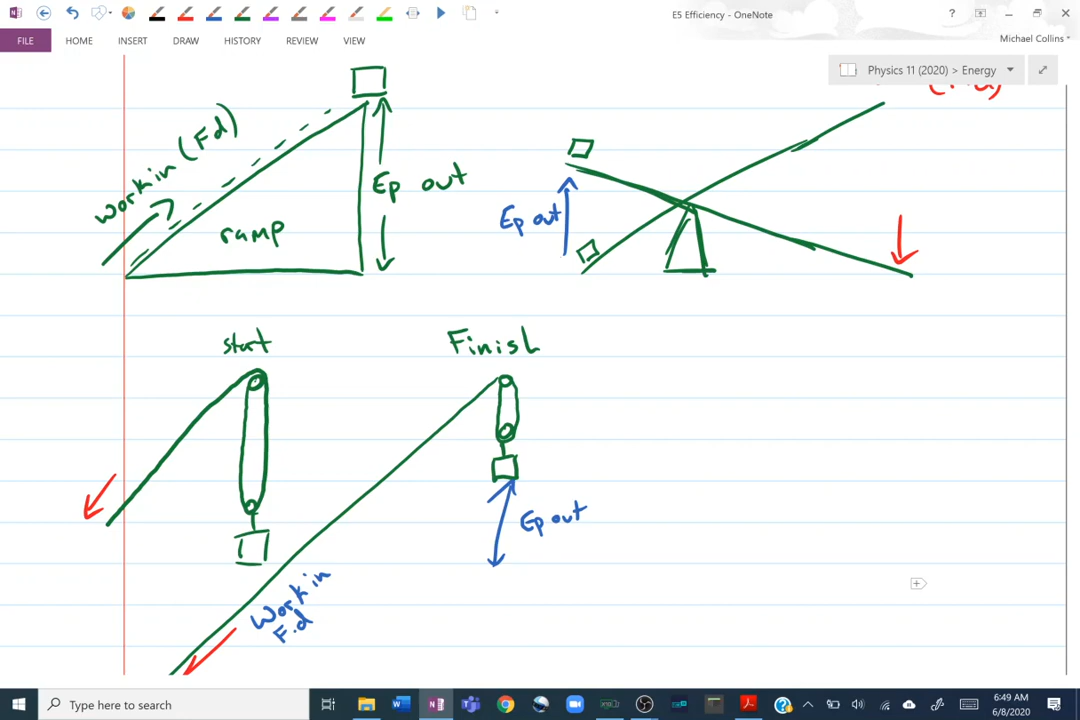 E5 Efficiency - OneNote
Michael Collins
FILE HOME INSERT DRAW HISTORY REVIEW VIEW
Physics 11 (2020) > Energy
work in (Fd)
Ep out
ramp
Ep out
start
Finish
Ep out
Work in
F·d
Type here to search
6:49 AM
6/8/2020